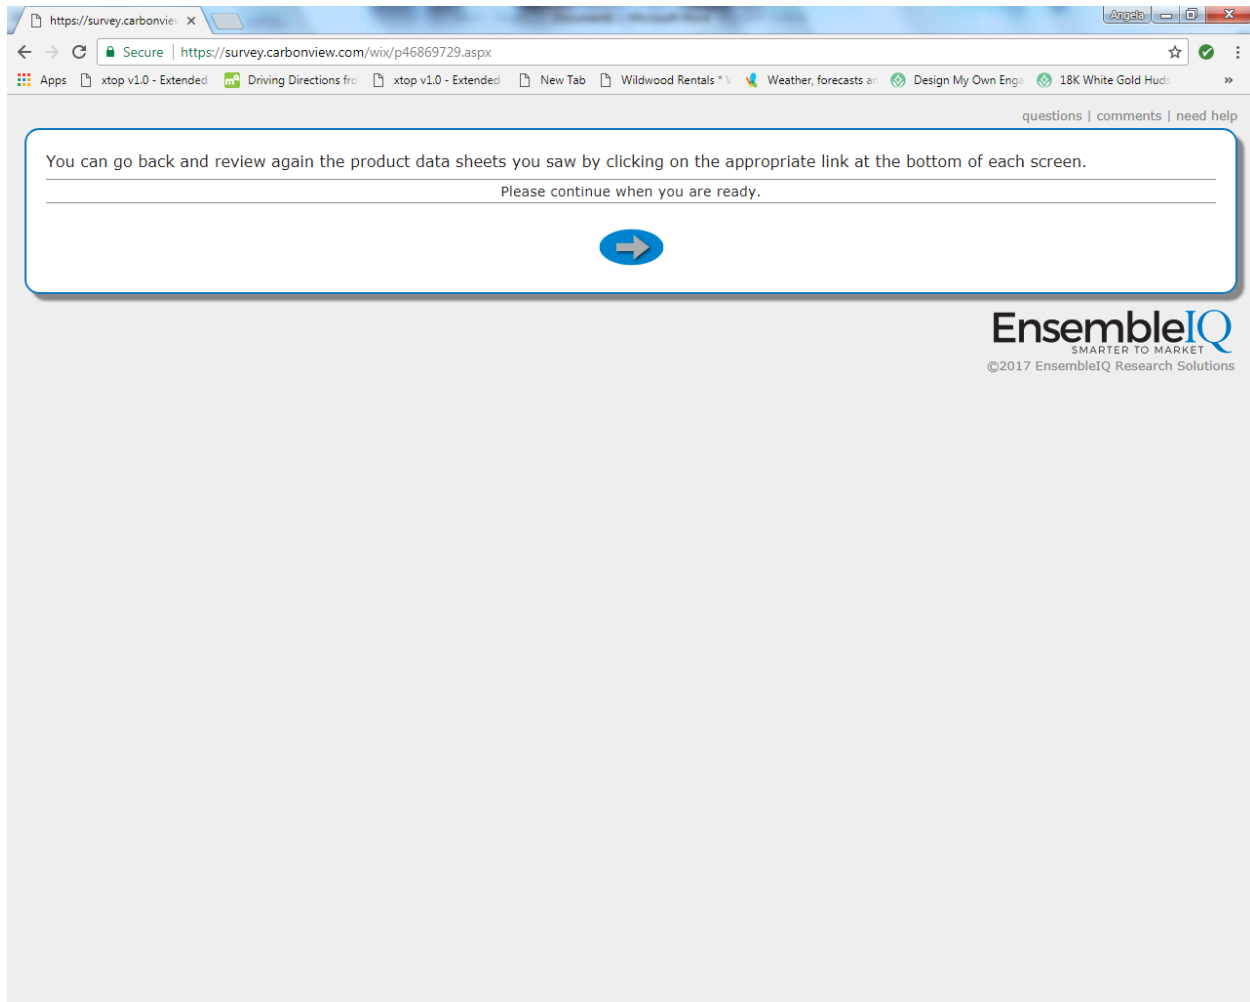 https://survey.carbonvie
Angela
Secure | https://survey.carbonview.com/wix/p46869729.aspx
Apps xtop v1.0 - Extended Driving Directions fro xtop v1.0 - Extended New Tab Wildwood Rentals * Weather, forecasts an Design My Own Enga 18K White Gold Huds »
questions | comments | need help
You can go back and review again the product data sheets you saw by clicking on the appropriate link at the bottom of each screen.
Please continue when you are ready.
EnsembleIQ
SMARTER TO MARKET
©2017 EnsembleIQ Research Solutions